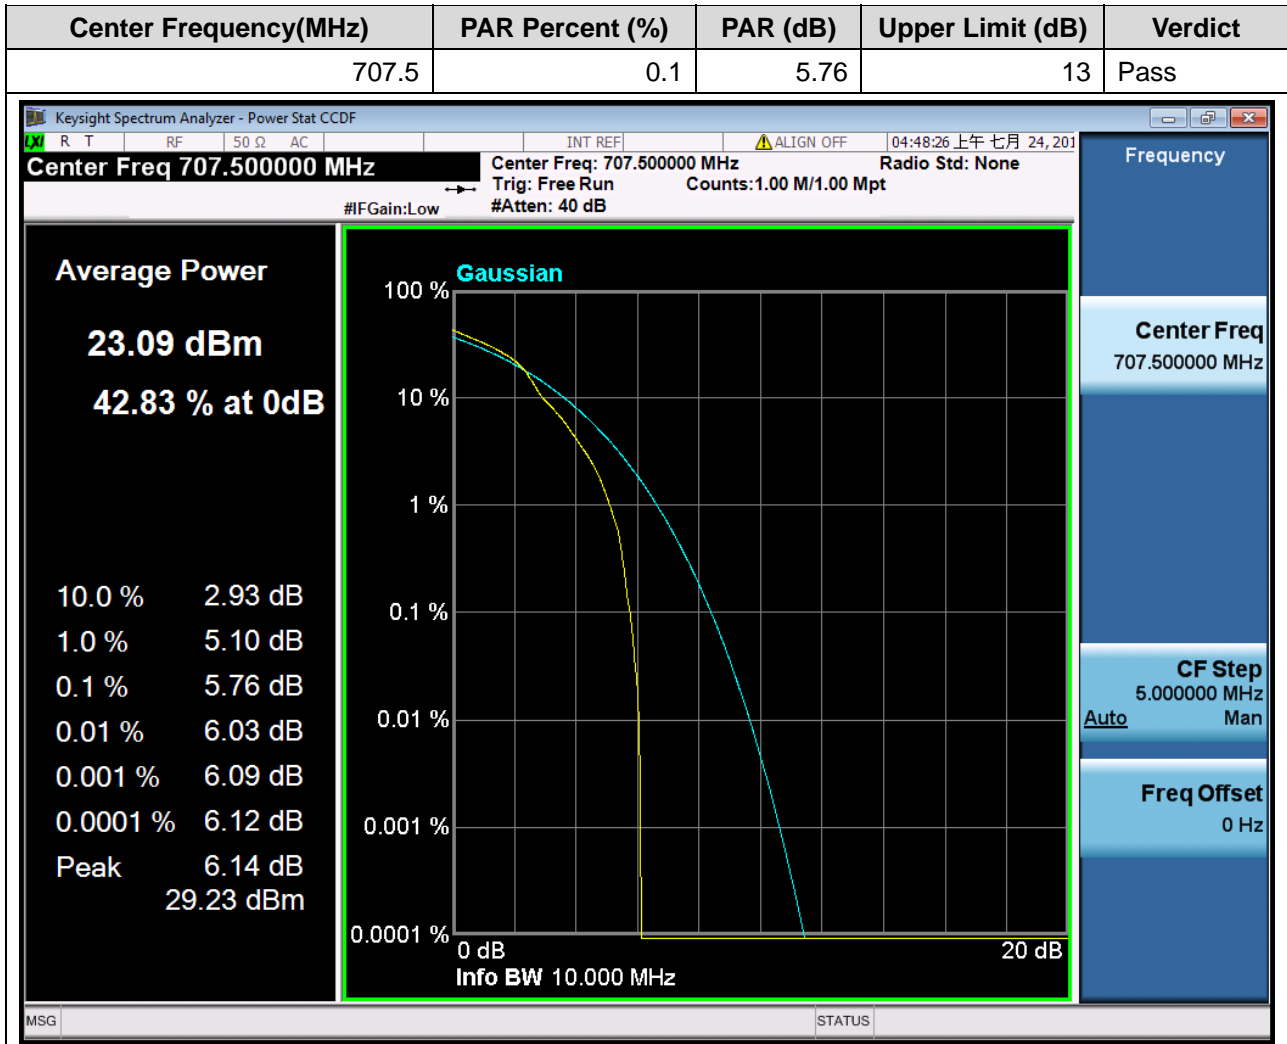 Center Frequency(MHz) PAR Percent (%) PAR (dB) Upper Limit (dB) Verdict
707.5 0.1 5.76 13 Pass
Keysight Spectrum Analyzer - Power Stat CCDF
LXI R T RF 50 Ω AC INT REF ALIGN OFF 04:48:26 上午 七月 24, 201
Center Freq 707.500000 MHz
Center Freq: 707.500000 MHz Radio Std: None
Trig: Free Run Counts:1.00 M/1.00 Mpt
#IFGain:Low #Atten: 40 dB
Average Power
23.09 dBm
42.83 % at 0dB
10.0 % 2.93 dB
1.0 % 5.10 dB
0.1 % 5.76 dB
0.01 % 6.03 dB
0.001 % 6.09 dB
0.0001 % 6.12 dB
Peak 6.14 dB
29.23 dBm
Gaussian
100 %
10 %
1 %
0.1 %
0.01 %
0.001 %
0.0001 %
0 dB 20 dB
Info BW 10.000 MHz
Frequency
Center Freq
707.500000 MHz
CF Step
5.000000 MHz
Auto Man
Freq Offset
0 Hz
MSG STATUS